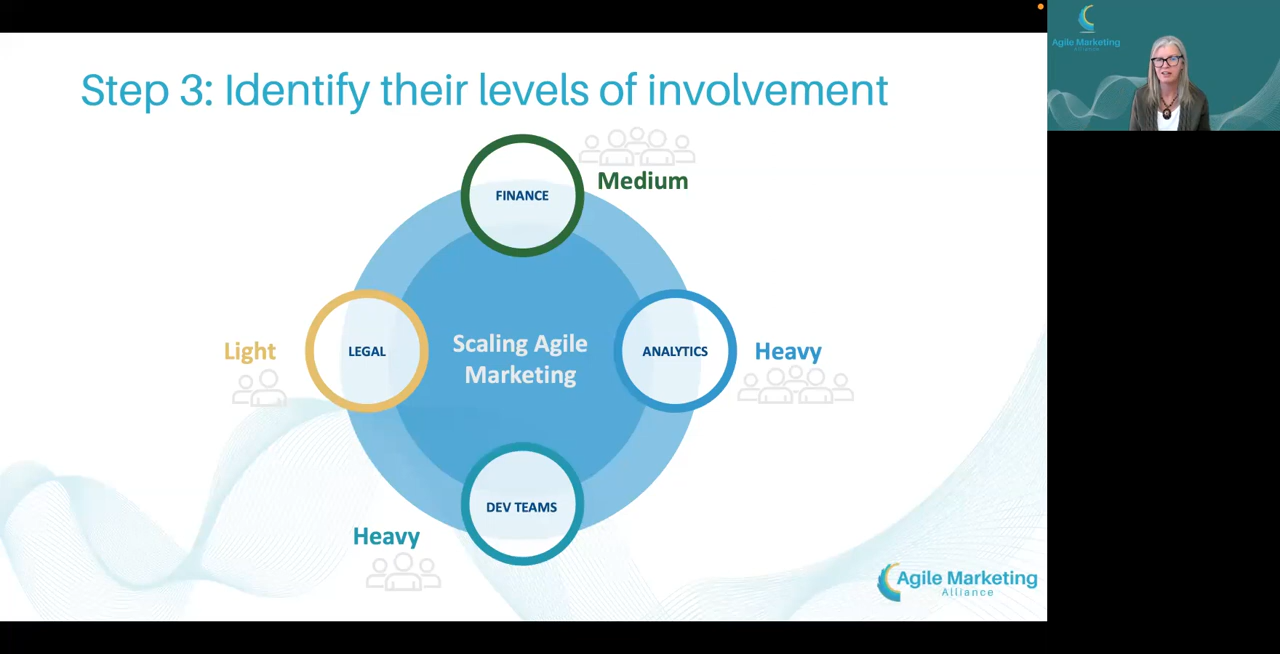 Step 3: Identify their levels of involvement
FINANCE
Medium
Light
LEGAL
Scaling Agile
Marketing
ANALYTICS
Heavy
DEV TEAMS
Heavy
Agile Marketing
Alliance
Agile Marketing
Alliance